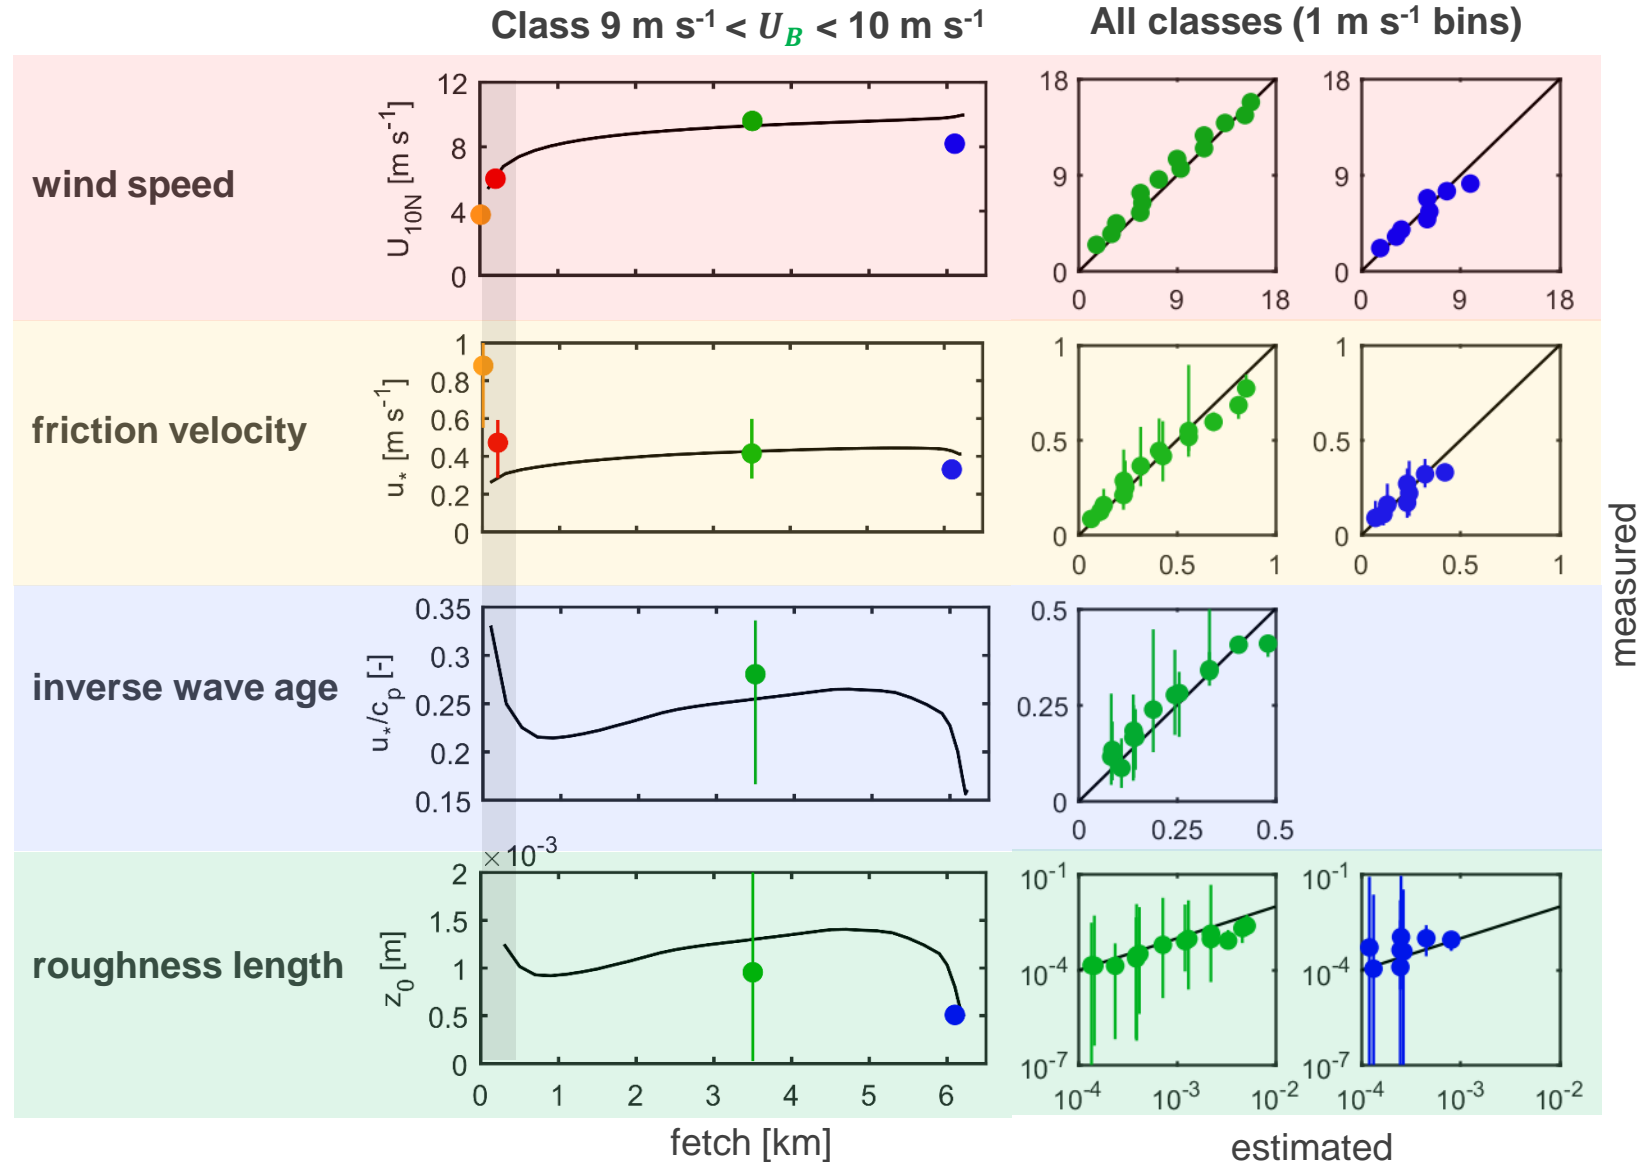 Class 9 m s⁻¹ < U_B < 10 m s⁻¹
All classes (1 m s⁻¹ bins)
wind speed
U₁₀N [m s⁻¹]
12
8
4
0
18
9
0
0 9 18
18
9
0
0 9 18
friction velocity
u* [m s⁻¹]
1
0.8
0.6
0.4
0.2
0
1
0.5
0
0 0.5 1
1
0.5
0
0 0.5 1
measured
inverse wave age
u*/c_p [-]
0.35
0.3
0.25
0.2
0.15
0.5
0.25
0
0 0.25 0.5
roughness length
z₀ [m]
×10⁻³
2
1.5
1
0.5
0
0 1 2 3 4 5 6
fetch [km]
10⁻¹
10⁻⁴
10⁻⁷
10⁻⁴ 10⁻³ 10⁻²
10⁻¹
10⁻⁴
10⁻⁷
10⁻⁴ 10⁻³ 10⁻²
estimated